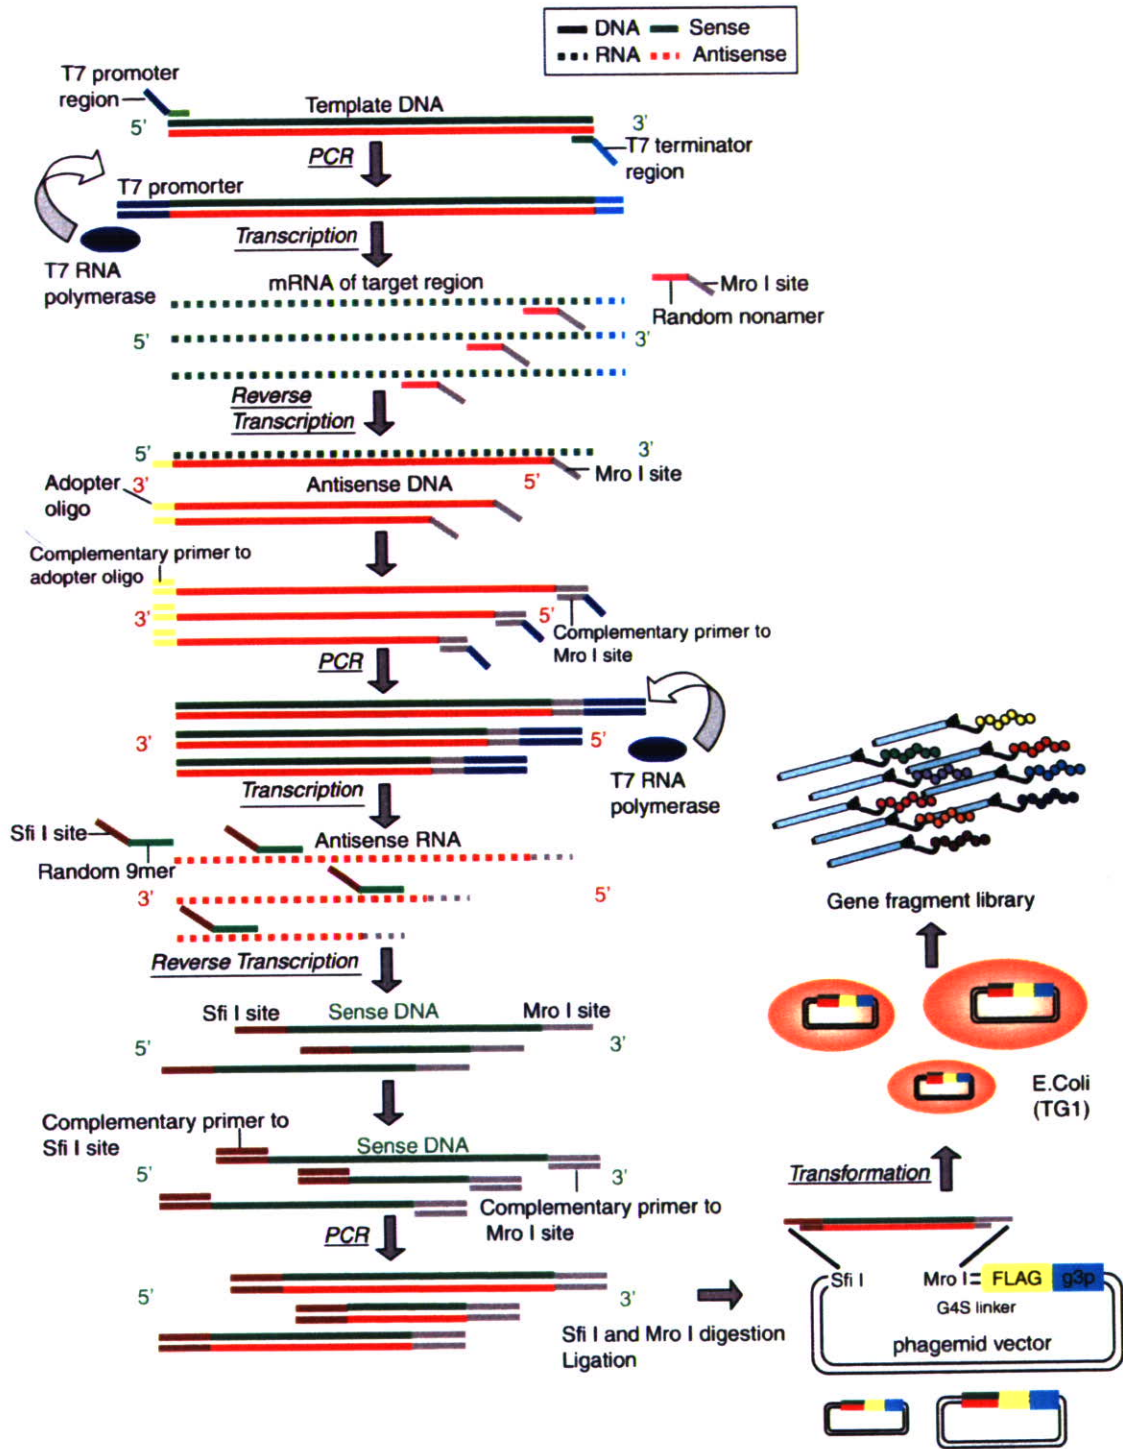 DNA Sense
RNA Antisense
T7 promoter
region
Template DNA
5’ 3’
PCR
T7 terminator
region
T7 promorter
Transcription
T7 RNA
polymerase
mRNA of target region
Mro I site
Random nonamer
5’ 3’
Reverse
Transcription
5’ 3’
3’ 5’
Mro I site
Adopter
oligo
Antisense DNA
Complementary primer to
adopter oligo
3’ 5’
Complementary primer to
Mro I site
PCR
3’ 5’
T7 RNA
polymerase
Transcription
Sfi I site
Antisense RNA
Random 9mer
3’ 5’
Reverse Transcription
Sfi I site Sense DNA Mro I site
5’ 3’
Complementary primer to
Sfi I site
Sense DNA
5’ 3’
Complementary primer to
Mro I site
PCR
5’ 3’
Sfi I and Mro I digestion
Ligation
Gene fragment library
E.Coli
(TG1)
Transformation
Sfi I Mro I FLAG g3p
G4S linker
phagemid vector